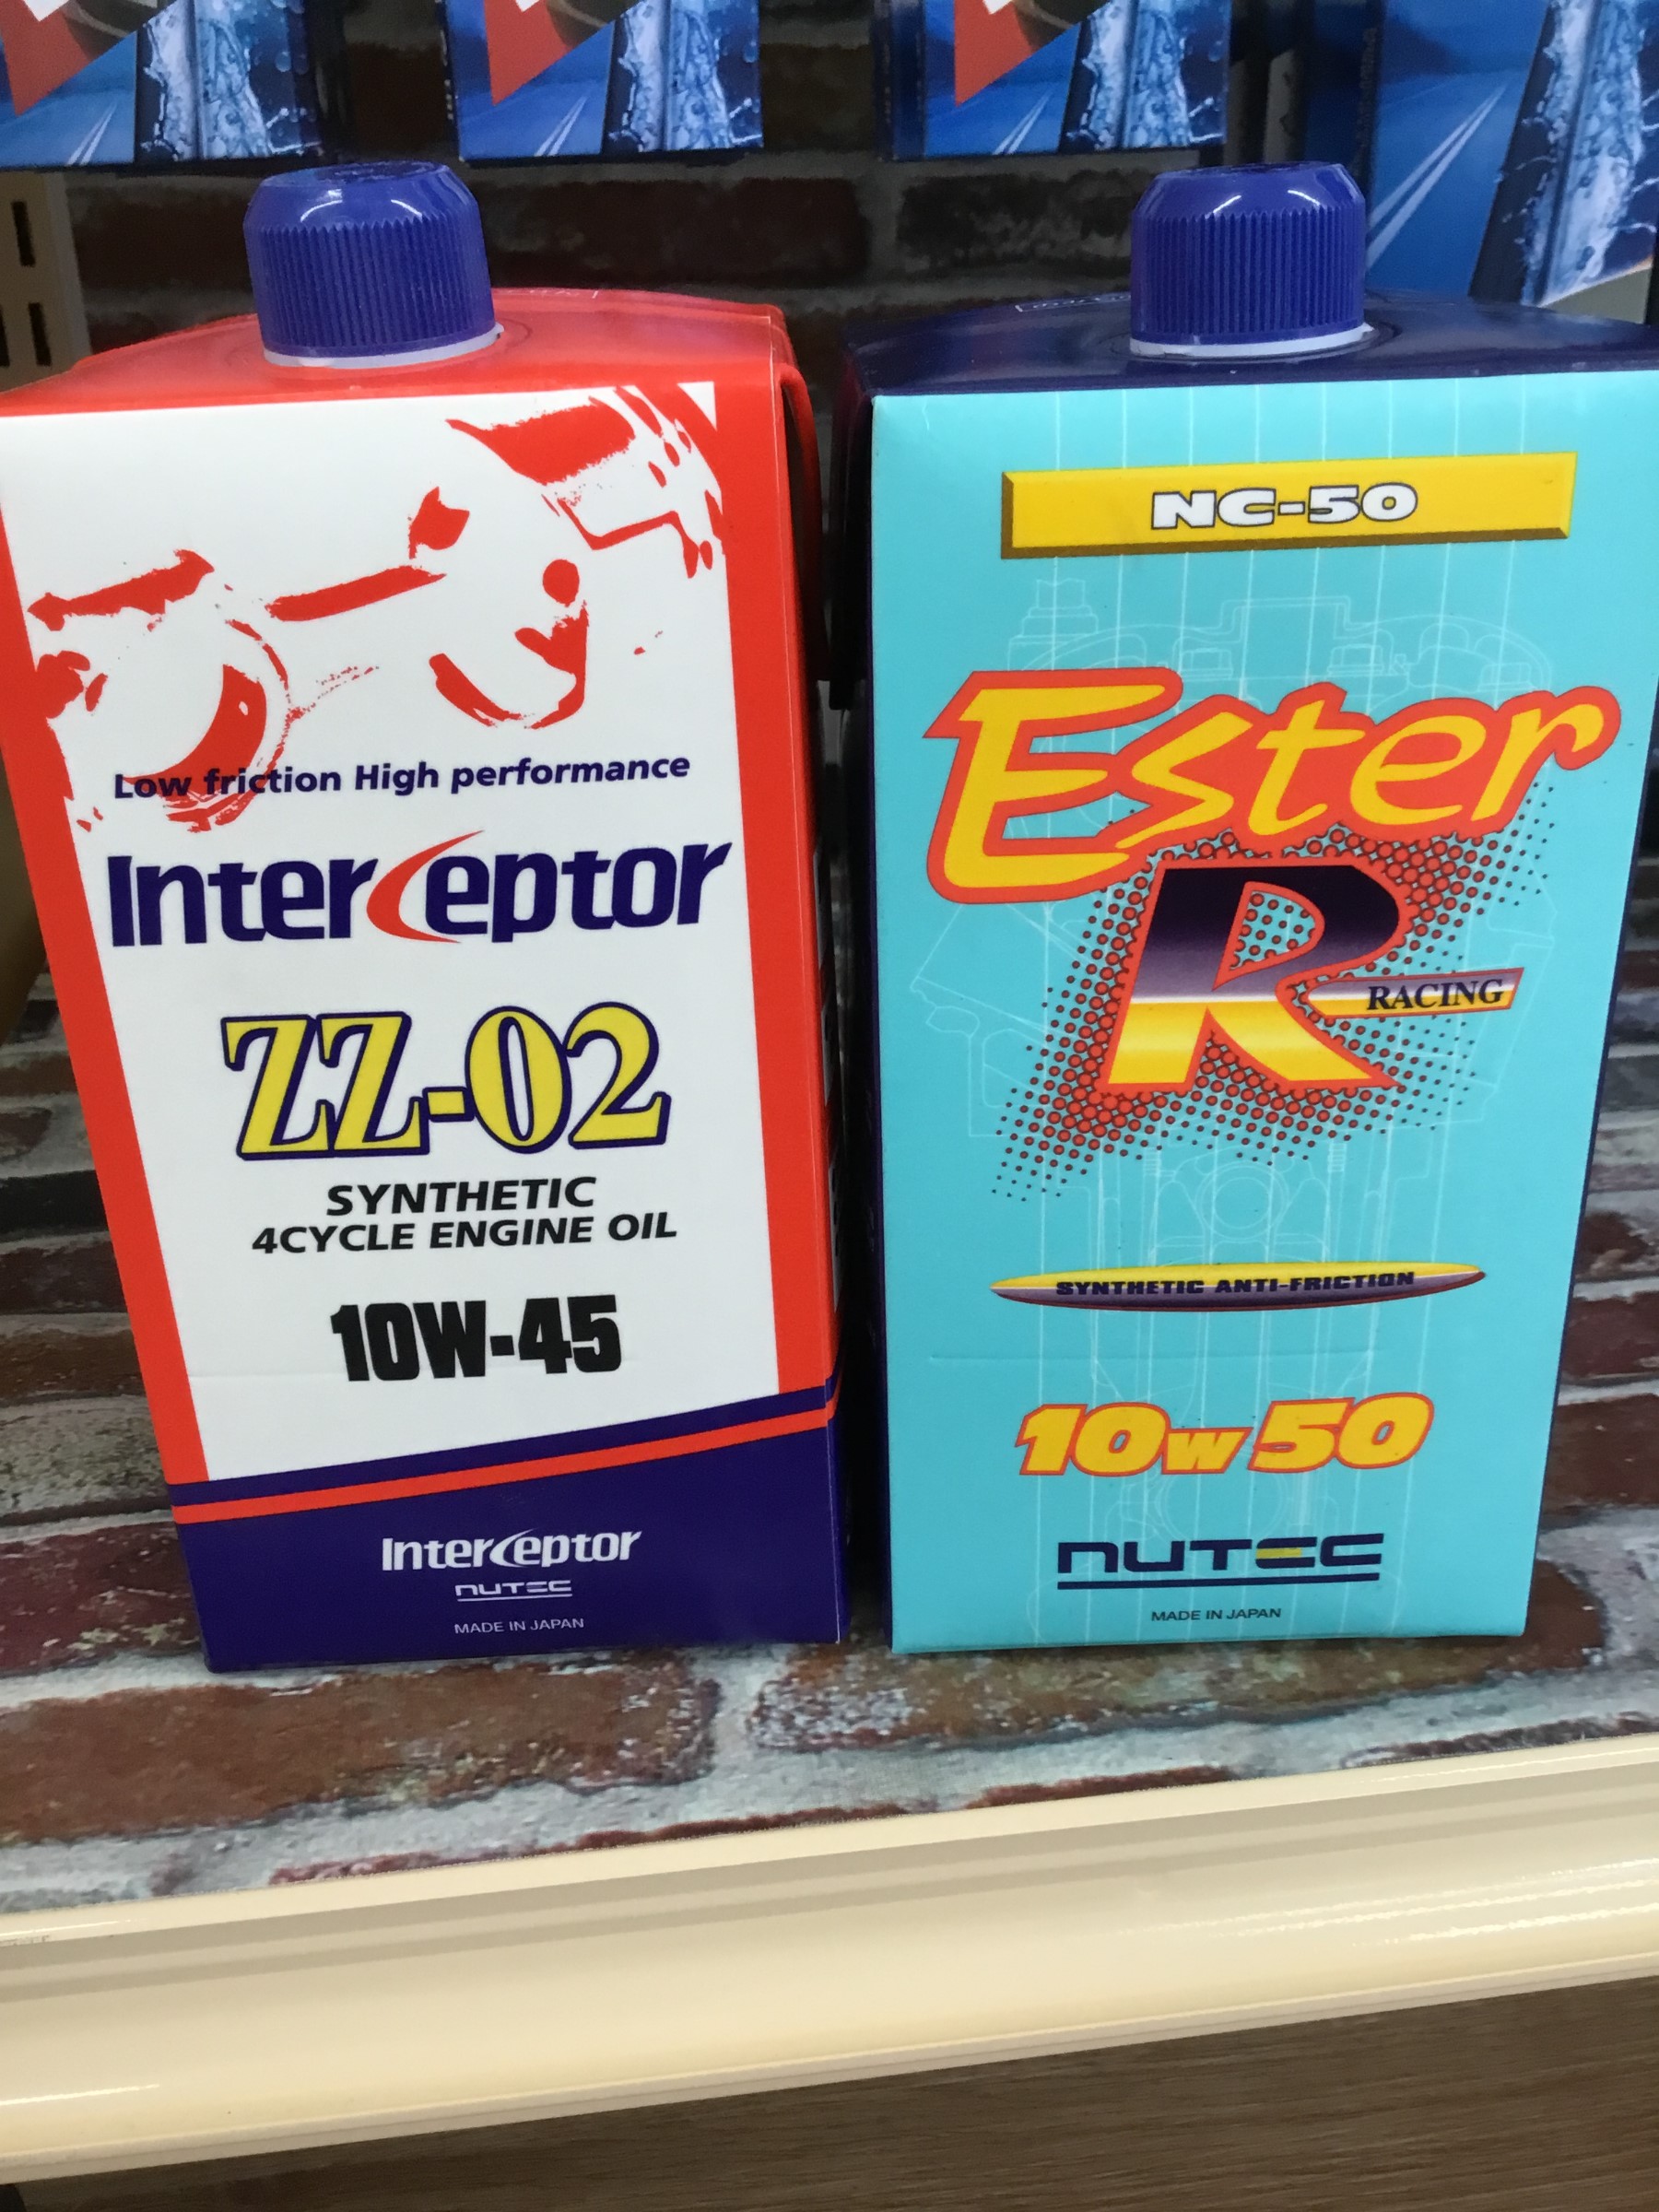 Low friction High performance
Interceptor
ZZ-02
SYNTHETIC
4CYCLE ENGINE OIL
10W-45
Interceptor
NUTEC
MADE IN JAPAN
NC-50
Ester
R
RACING
SYNTHETIC ANTI-FRICTION
10w50
NUTEC
MADE IN JAPAN